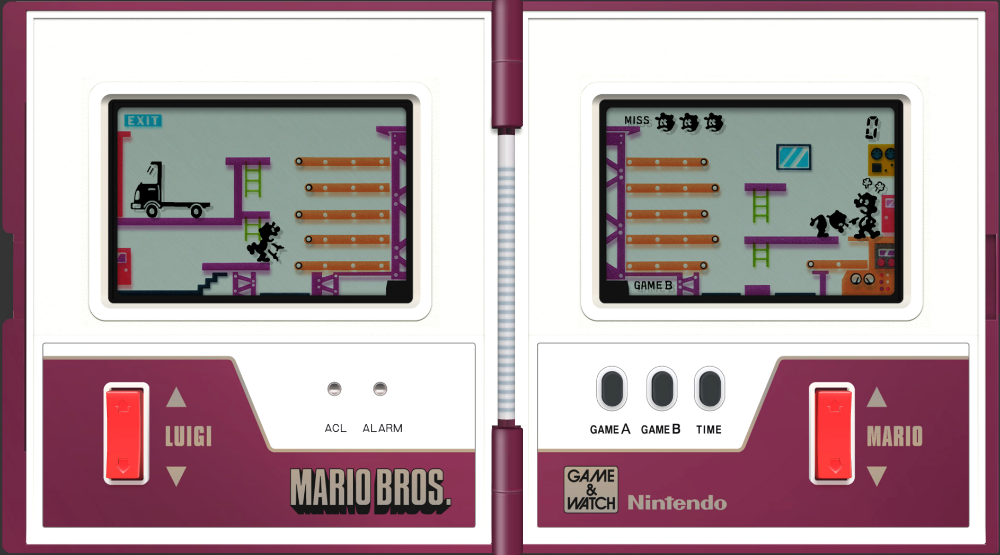 EXIT
MISS
0
GAME B
LUIGI
ACL
ALARM
MARIO BROS.
GAME A
GAME B
TIME
MARIO
GAME
&
WATCH
Nintendo